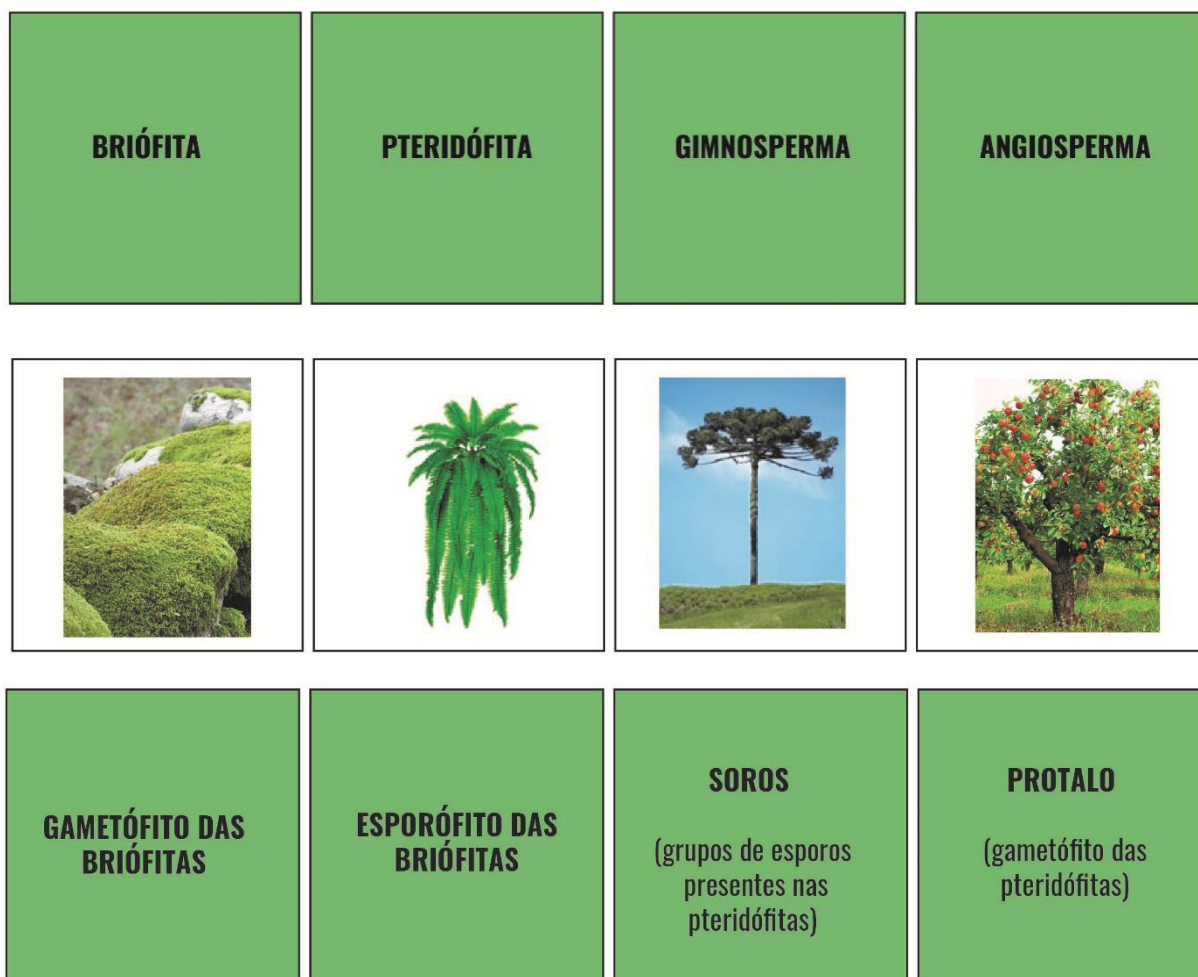 BRIÓFITA
PTERIDÓFITA
GIMNOSPERMA
ANGIOSPERMA
GAMETÓFITO DAS
BRIÓFITAS
ESPORÓFITO DAS
BRIÓFITAS
SOROS
(grupos de esporos
presentes nas
pteridófitas)
PROTALO
(gametófito das
pteridófitas)